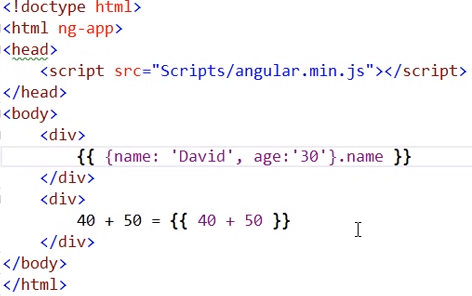 <!doctype html>
<html ng-app>
<head>
<script src="Scripts/angular.min.js"></script>
</head>
<body>
<div>
{{ {name: 'David', age:'30'}.name }}
</div>
<div>
40 + 50 = {{ 40 + 50 }}
</div>
</body>
</html>